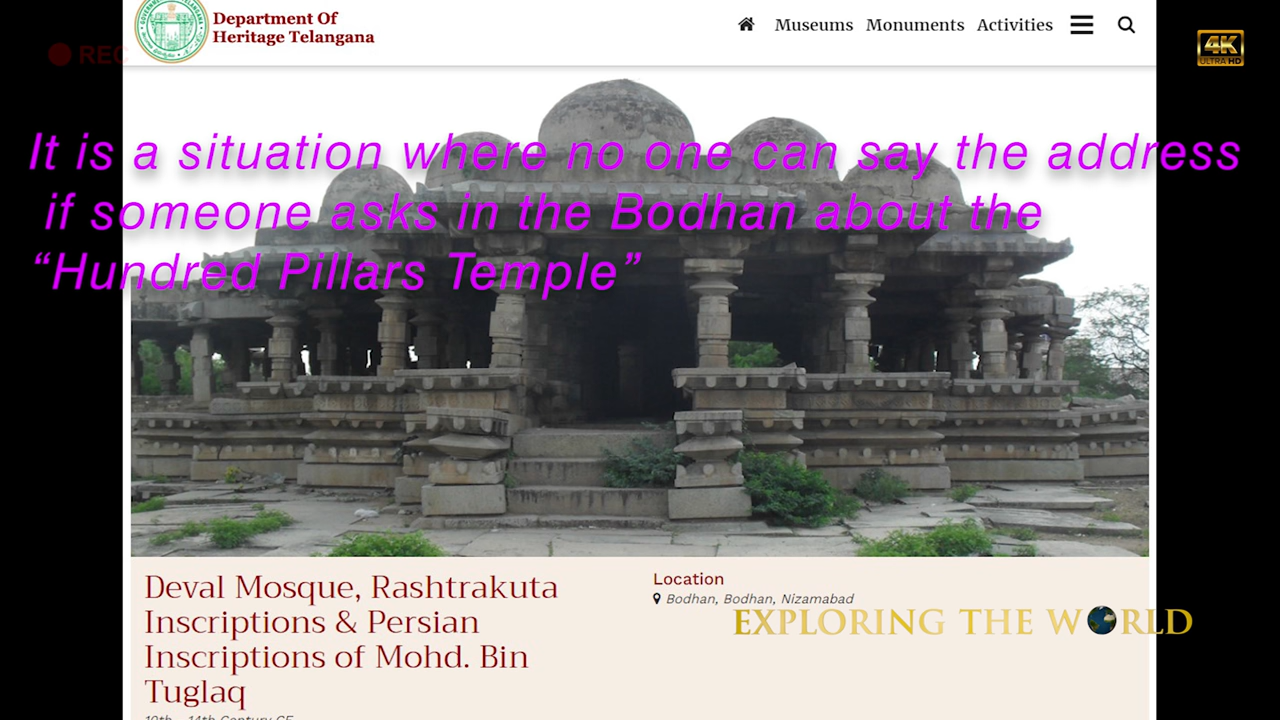 Department Of
Heritage Telangana
Museums Monuments Activities
REC
4K
ULTRA HD
It is a situation where no one can say the address
if someone asks in the Bodhan about the
“Hundred Pillars Temple”
Deval Mosque, Rashtrakuta
Inscriptions & Persian
Inscriptions of Mohd. Bin
Tuglaq
Location
Bodhan, Bodhan, Nizamabad
EXPLORING THE WORLD